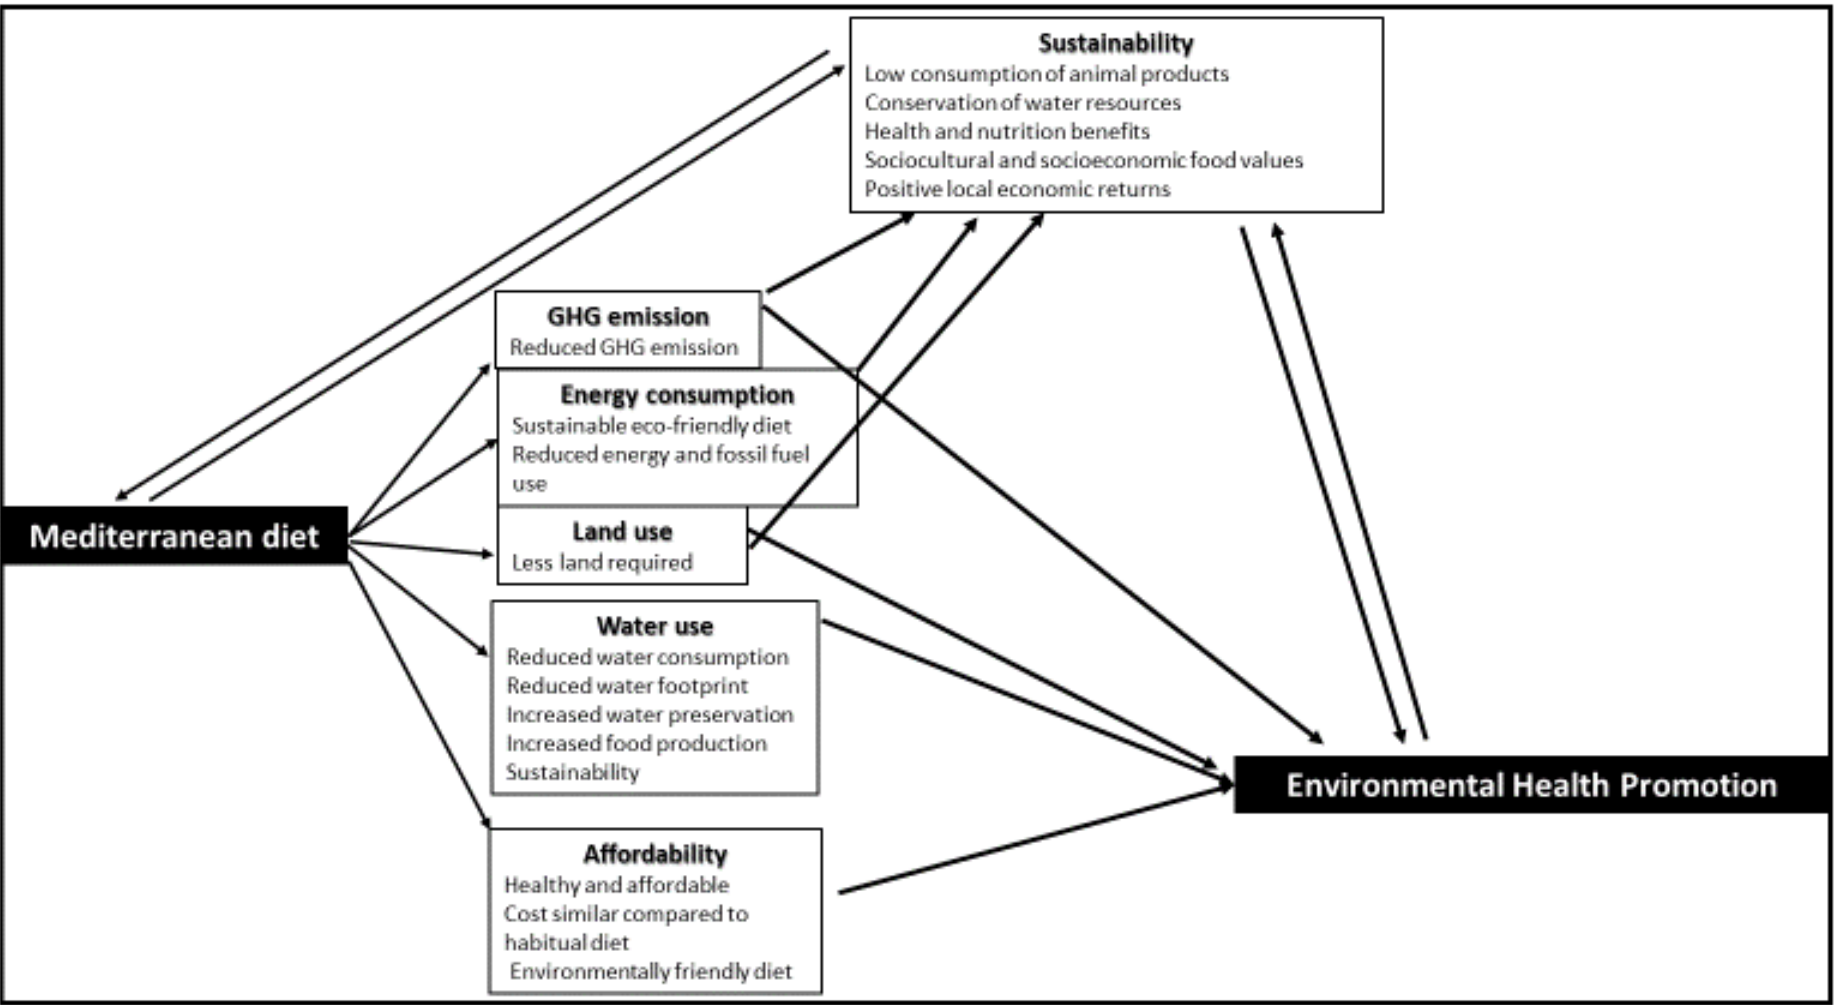 Sustainability
Low consumption of animal products
Conservation of water resources
Health and nutrition benefits
Sociocultural and socioeconomic food values
Positive local economic returns
GHG emission
Reduced GHG emission
Energy consumption
Sustainable eco-friendly diet
Reduced energy and fossil fuel
use
Mediterranean diet
Land use
Less land required
Water use
Reduced water consumption
Reduced water footprint
Increased water preservation
Increased food production
Sustainability
Environmental Health Promotion
Affordability
Healthy and affordable
Cost similar compared to
habitual diet
Environmentally friendly diet